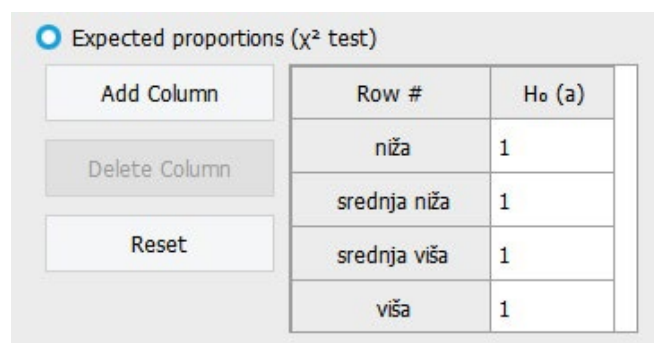 Expected proportions (χ² test)
Add Column
Delete Column
Reset
Row # H₀ (a)
niža 1
srednja niža 1
srednja viša 1
viša 1